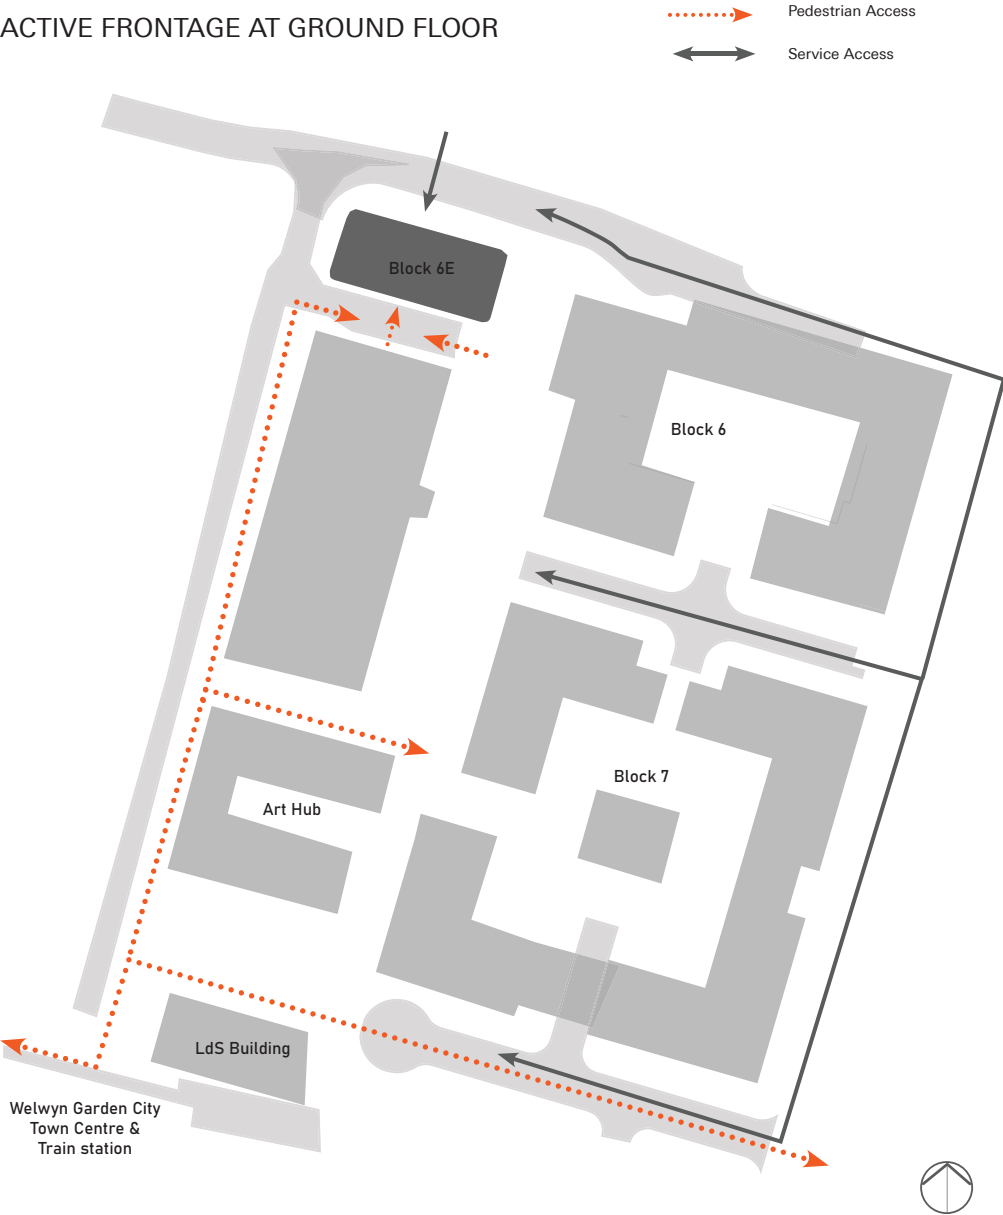 ACTIVE FRONTAGE AT GROUND FLOOR
Pedestrian Access
Service Access
Block 6E
Block 6
Block 7
Art Hub
LdS Building
Welwyn Garden City
Town Centre &
Train station